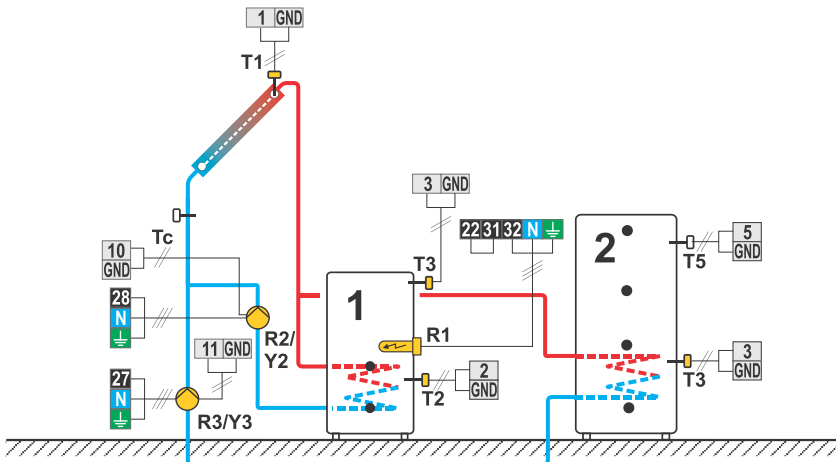 1 GND
T1
3 GND
22 31 32 N
5
GND
Tc
10
GND
T3
2
T5
28
N
1
R1
R2/
Y2
11 GND
3
GND
T3
2
GND
T2
27
N
R3/Y3